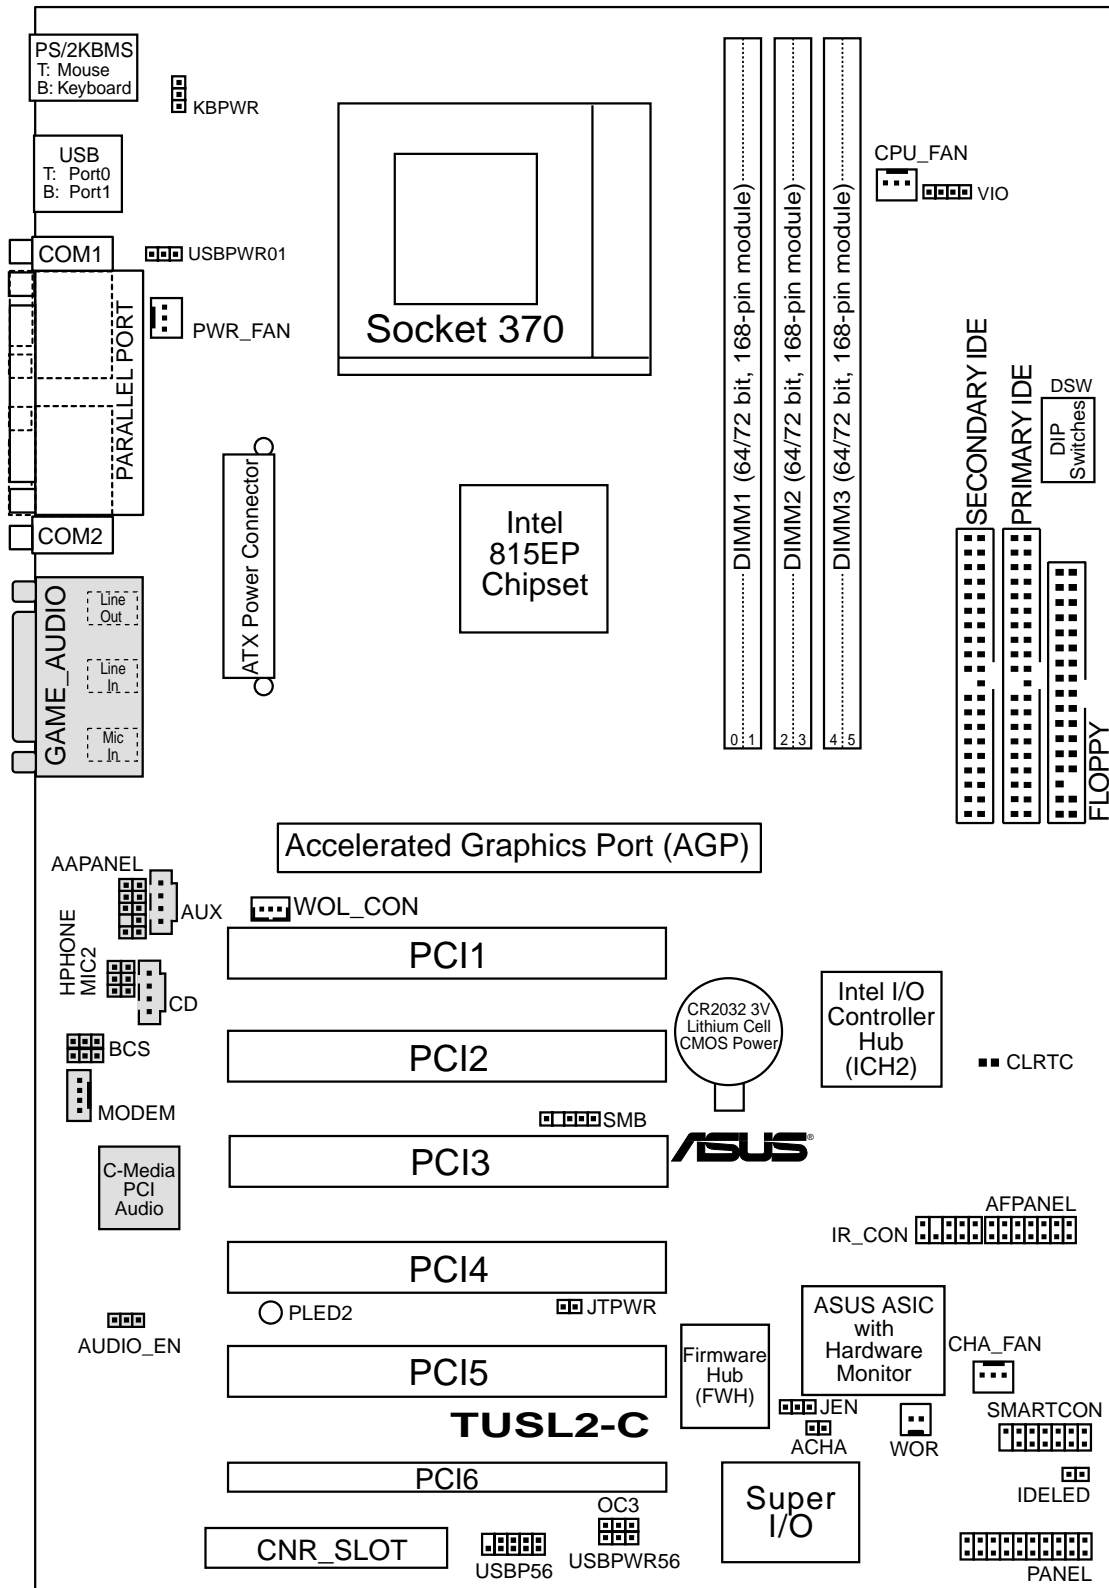 PS/2KBMS
T: Mouse
B: Keyboard
KBPWR
USB
T: Port0
B: Port1
COM1
USBPWR01
PARALLEL PORT
PWR_FAN
COM2
Socket 370
DIMM1 (64/72 bit, 168-pin module)
DIMM2 (64/72 bit, 168-pin module)
DIMM3 (64/72 bit, 168-pin module)
0 1
2 3
4 5
CPU_FAN
VIO
SECONDARY IDE
PRIMARY IDE
DSW
DIP
Switches
FLOPPY
ATX Power Connector
Intel
815EP
Chipset
GAME_AUDIO
Line
Out
Line
In
Mic
In
Accelerated Graphics Port (AGP)
AAPANEL
AUX
WOL_CON
HPHONE
MIC2
CD
PCI1
BCS
PCI2
MODEM
CR2032 3V
Lithium Cell
CMOS Power
Intel I/O
Controller
Hub
(ICH2)
CLRTC
SMB
PCI3
ASUS®
C-Media
PCI
Audio
AFPANEL
IR_CON
PCI4
PLED2
JTPWR
AUDIO_EN
ASUS ASIC
with
Hardware
Monitor
CHA_FAN
PCI5
Firmware
Hub
(FWH)
TUSL2-C
JEN
ACHA
WOR
SMARTCON
IDELED
PCI6
Super
I/O
OC3
CNR_SLOT
USBP56
USBPWR56
PANEL